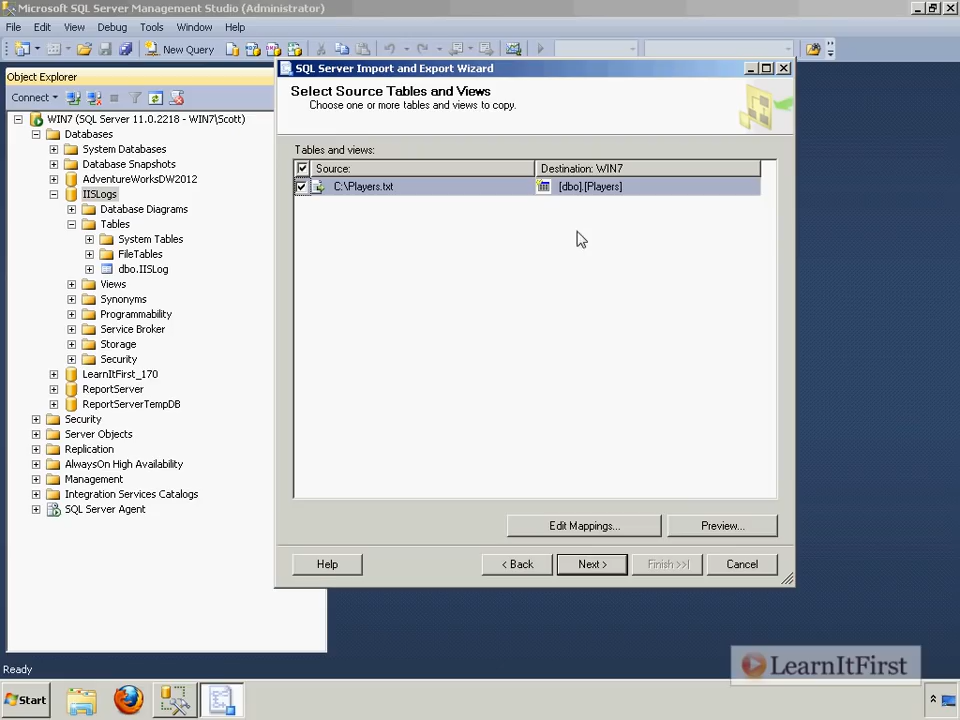 Microsoft SQL Server Management Studio (Administrator)
File Edit View Debug Tools Window Help
New Query
Object Explorer
Connect
WIN7 (SQL Server 11.0.2218 - WIN7\Scott)
Databases
System Databases
Database Snapshots
AdventureWorksDW2012
IISLogs
Database Diagrams
Tables
System Tables
FileTables
dbo.IISLog
Views
Synonyms
Programmability
Service Broker
Storage
Security
LearnItFirst_170
ReportServer
ReportServerTempDB
Security
Server Objects
Replication
AlwaysOn High Availability
Management
Integration Services Catalogs
SQL Server Agent
SQL Server Import and Export Wizard
Select Source Tables and Views
Choose one or more tables and views to copy.
Tables and views:
Source: Destination: WIN7
C:\Players.txt [dbo].[Players]
Edit Mappings... Preview...
Help < Back Next > Finish >>| Cancel
LearnItFirst
Ready
Start